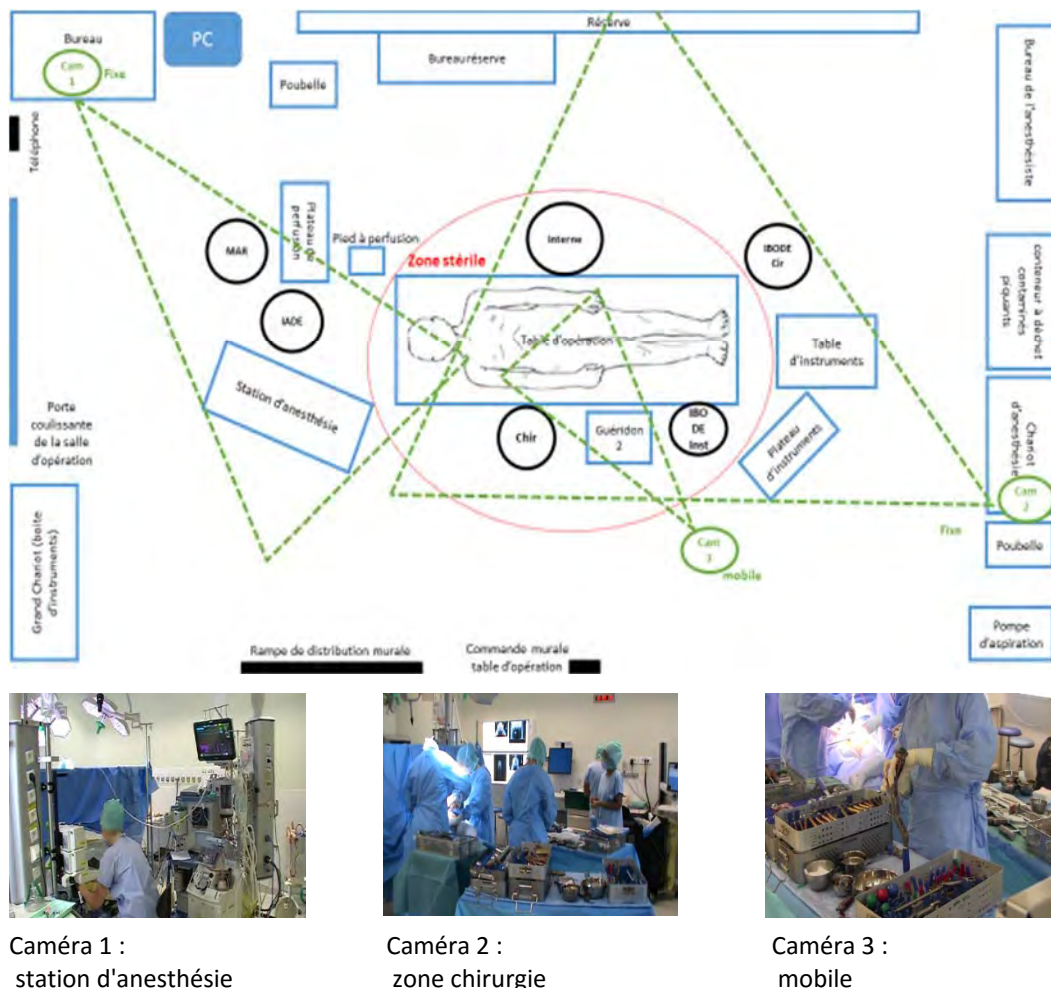 Réserve
Bureau
PC
Cam
1
Fixe
Bureau réserve
Poubelle
Téléphone
Bureau de l'anesthésiste
Plateau de
perfusion
Pied à perfusion
MAR
Zone stérile
Interne
IBODE
Cir
conteneur à déchet
contaminés
piquants
IADE
Table d'opération
Table
d'instruments
Station d'anesthésie
Porte
coulissante
de la salle
d'opération
Chir
Guéridon
2
IBO
DE
Inst
Plateau
d'instruments
Chariot
d'anesthésie
Cam
2
Fixe
Cam
3
mobile
Poubelle
Grand Chariot (boite
d'instruments)
Pompe
d'aspiration
Rampe de distribution murale
Commande murale
table d'opération
Caméra 1 :
station d'anesthésie
Caméra 2 :
zone chirurgie
Caméra 3 :
mobile